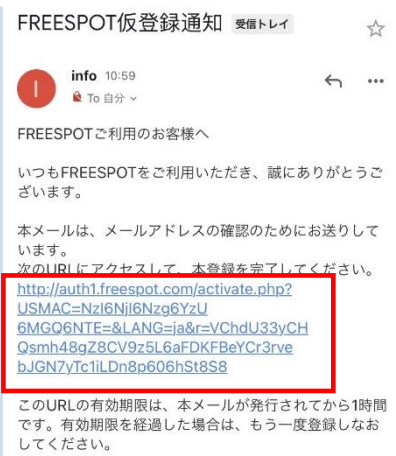 FREESPOT仮登録通知 受信トレイ
I
info 10:59
To 自分
FREESPOTご利用のお客様へ
いつもFREESPOTをご利用いただき、誠にありがとうご
ざいます。
本メールは、メールアドレスの確認のためにお送りして
います。
次のURLにアクセスして、本登録を完了してください。
http://auth1.freespot.com/activate.php?
USMAC=NzI6NjI6Nzg6YzU
6MGQ6NTE=&LANG=ja&r=VChdU33yCH
Qsmh48gZ8CV9z5L6aFDKFBeYCr3rve
bJGN7yTc1iLDn8p606hSt8S8
このURLの有効期限は、本メールが発行されてから1時間
です。有効期限を経過した場合は、もう一度登録しなお
してください。